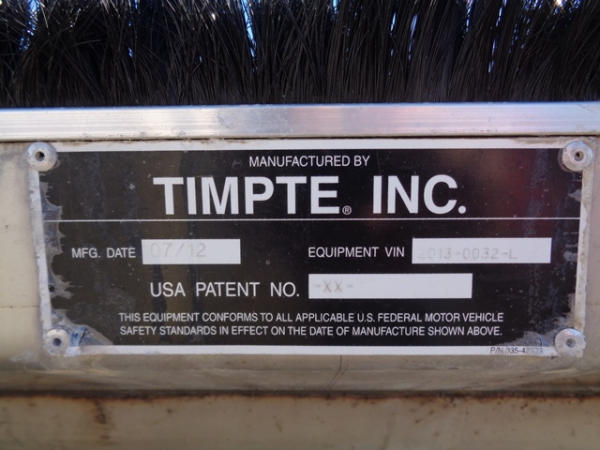 MANUFACTURED BY
TIMPTE® INC.
MFG. DATE 07/12 EQUIPMENT VIN 2013-0032-L
USA PATENT NO. -XX-
THIS EQUIPMENT CONFORMS TO ALL APPLICABLE U.S. FEDERAL MOTOR VEHICLE
SAFETY STANDARDS IN EFFECT ON THE DATE OF MANUFACTURE SHOWN ABOVE.
P/N